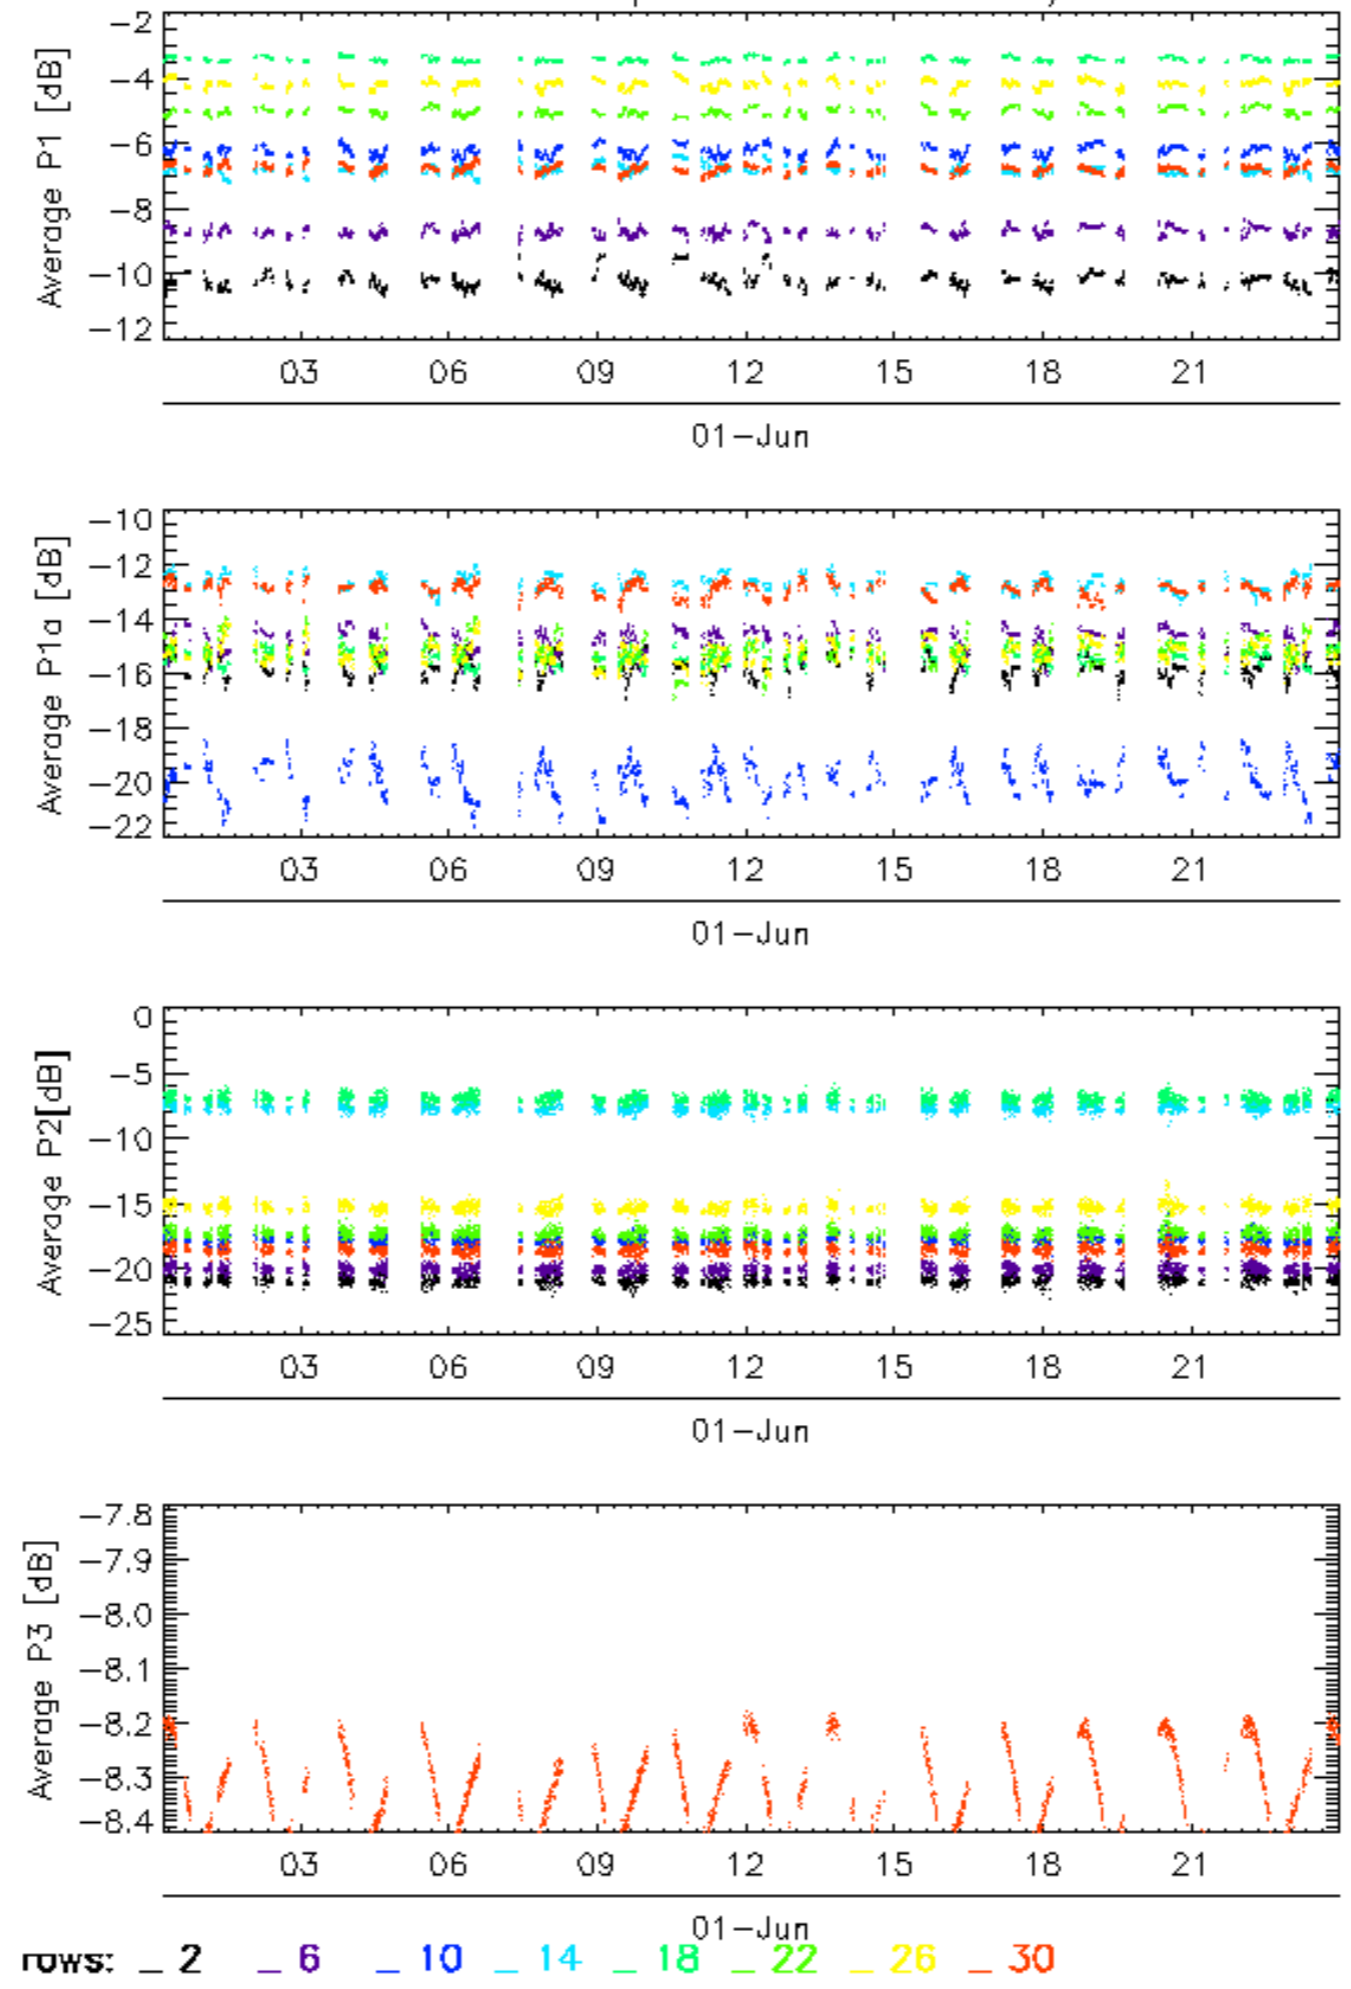 −2
−4
−6
−8
−10
−12
Average P1 [dB]
03 06 09 12 15 18 21
01−Jun
−10
−12
−14
−16
−18
−20
−22
Average P1a [dB]
03 06 09 12 15 18 21
01−Jun
0
−5
−10
−15
−20
−25
Average P2[dB]
03 06 09 12 15 18 21
01−Jun
−7.8
−7.9
−8.0
−8.1
−8.2
−8.3
−8.4
Average P3 [dB]
03 06 09 12 15 18 21
01−Jun
rows: _ 2 _ 6 _ 10 _ 14 _ 18 _ 22 _ 26 _ 30